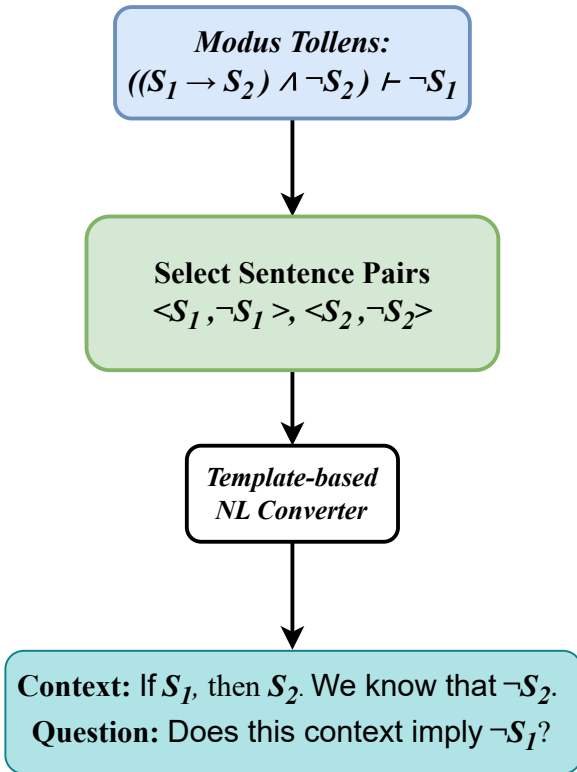 Modus Tollens:
((S₁ → S₂) ∧ ¬S₂) ⊢ ¬S₁
Select Sentence Pairs
<S₁,¬S₁>, <S₂,¬S₂>
Template-based
NL Converter
Context: If S₁, then S₂. We know that ¬S₂.
Question: Does this context imply ¬S₁?